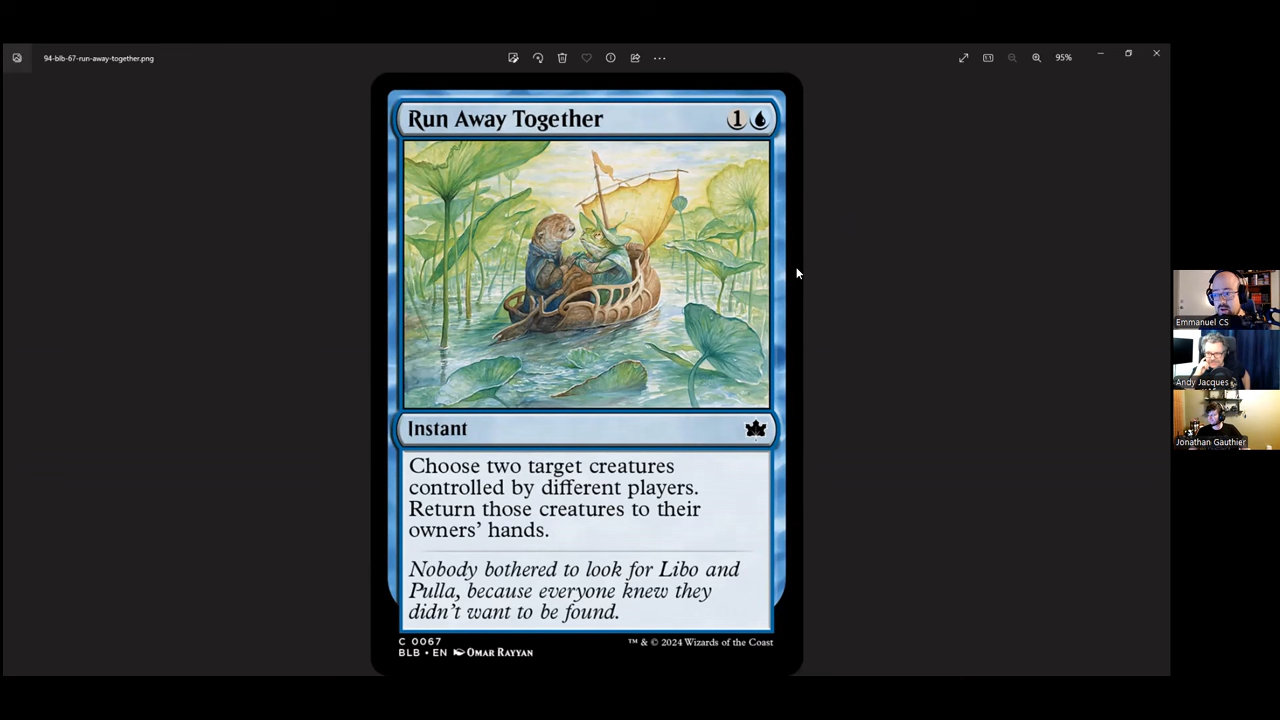 94-blb-67-run-away-together.png
95%
Run Away Together
1
Instant
Choose two target creatures
controlled by different players.
Return those creatures to their
owners' hands.
Nobody bothered to look for Libo and
Pulla, because everyone knew they
didn't want to be found.
C 0067
™ & © 2024 Wizards of the Coast
BLB • EN Omar Rayyan
Emmanuel CS
Andy Jacques
Jonathan Gauthier